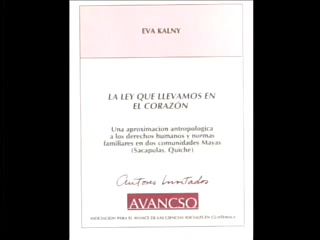 EVA KALNY
LA LEY QUE LLEVAMOS EN
EL CORAZÓN
Una aproximación antropológica
a los derechos humanos y normas
familiares en dos comunidades Mayas
(Sacapulas, Quiché)
Autores Invitados
AVANCSO
ASOCIACION PARA EL AVANCE DE LAS CIENCIAS SOCIALES EN GUATEMALA